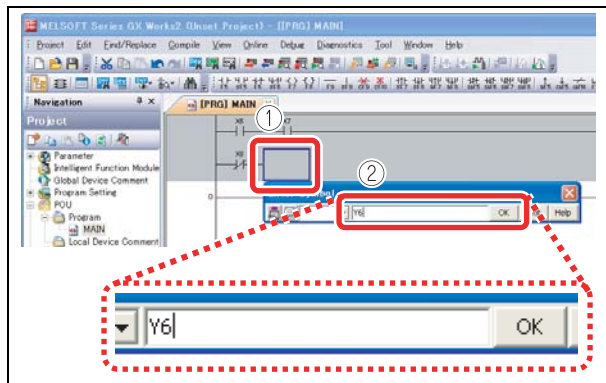 MELSOFT Series GX Works2 (Unset Project) - [[PRG] MAIN]
Project Edit Find/Replace Compile View Online Debug Diagnostics Tool Window Help
Navigation
[PRG] MAIN
Project
Parameter
Intelligent Function Module
Global Device Comment
Program Setting
POU
Program
MAIN
Local Device Comment
①
X6 X7
X8
②
0
Y6 OK Help
Y6 OK